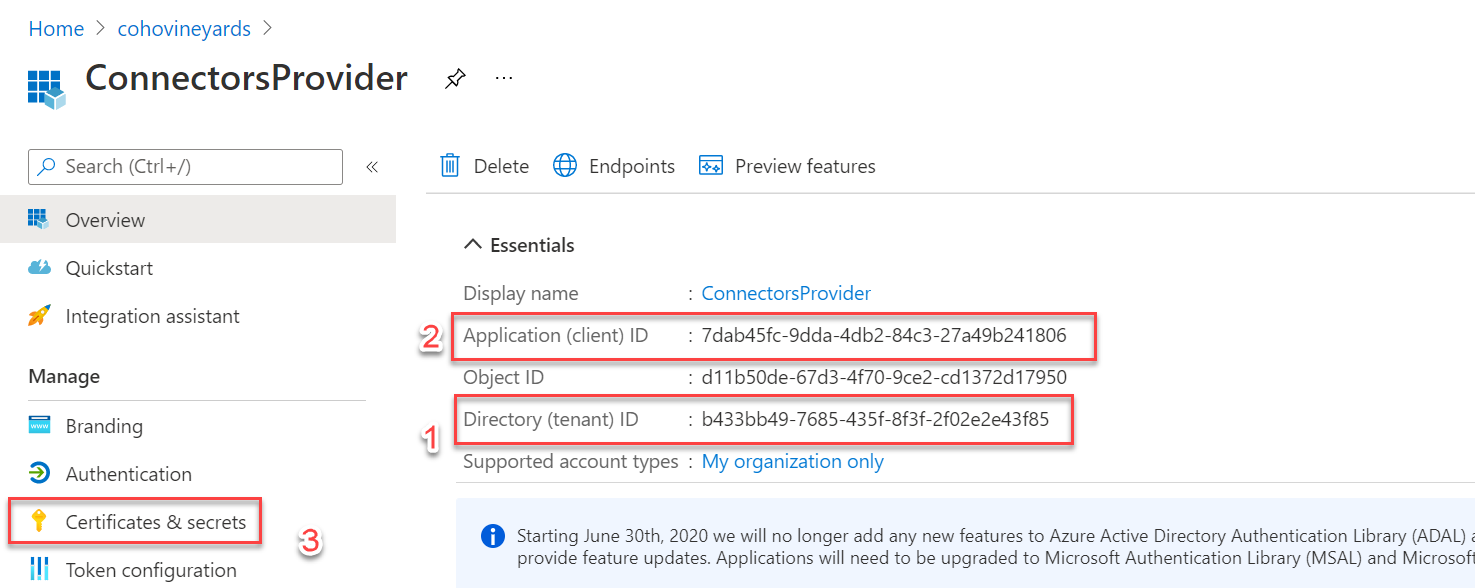 Home > cohovineyards >
ConnectorsProvider
...
Search (Ctrl+/)
«
Delete
Endpoints
Preview features
Overview
Quickstart
Integration assistant
Manage
Branding
Authentication
Certificates & secrets
3
Token configuration
Essentials
Display name : ConnectorsProvider
2 Application (client) ID : 7dab45fc-9dda-4db2-84c3-27a49b241806
Object ID : d11b50de-67d3-4f70-9ce2-cd1372d17950
1 Directory (tenant) ID : b433bb49-7685-435f-8f3f-2f02e2e43f85
Supported account types : My organization only
Starting June 30th, 2020 we will no longer add any new features to Azure Active Directory Authentication Library (ADAL) a
provide feature updates. Applications will need to be upgraded to Microsoft Authentication Library (MSAL) and Microsoft